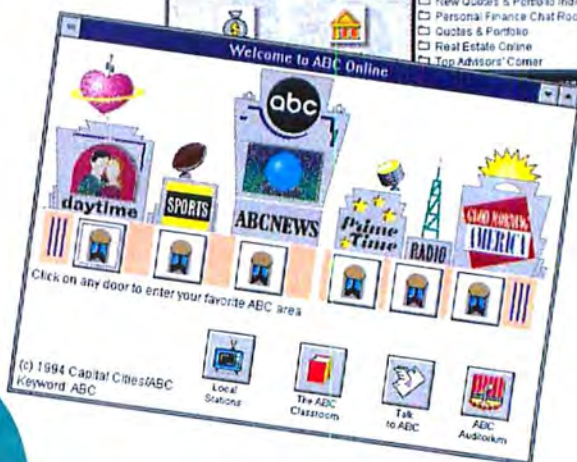 New Quotes & Portfolio
Personal Finance Chat
Quotes & Portfolio
Real Estate Online
Top Advisors' Corner
Welcome to ABC Online
abc
daytime
SPORTS
ABCNEWS
Prime
Time
RADIO
GOOD MORNING
AMERICA
Click on any door to enter your favorite ABC area
(c) 1994 Capital Cities/ABC
Keyword: ABC
Local
Stations
The ABC
Classroom
Talk
to ABC
ABC
Auditorium